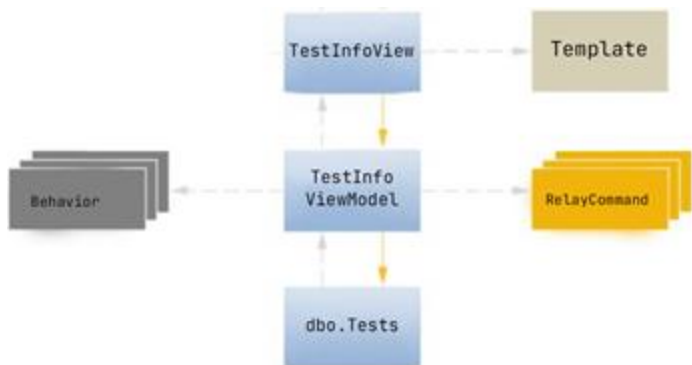 TestInfoView
Template
Behavior
TestInfo
ViewModel
RelayCommand
dbo.Tests